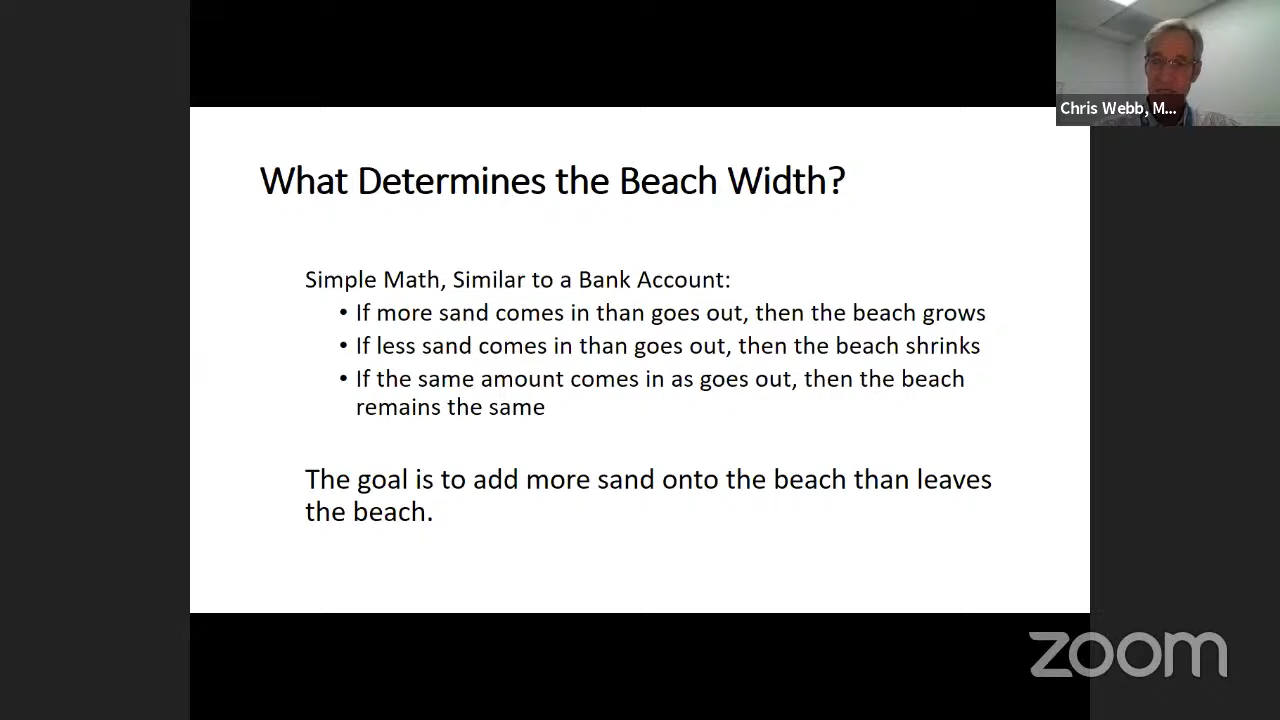 Chris Webb, M...
What Determines the Beach Width?
Simple Math, Similar to a Bank Account:
• If more sand comes in than goes out, then the beach grows
• If less sand comes in than goes out, then the beach shrinks
• If the same amount comes in as goes out, then the beach
remains the same
The goal is to add more sand onto the beach than leaves
the beach.
zoom